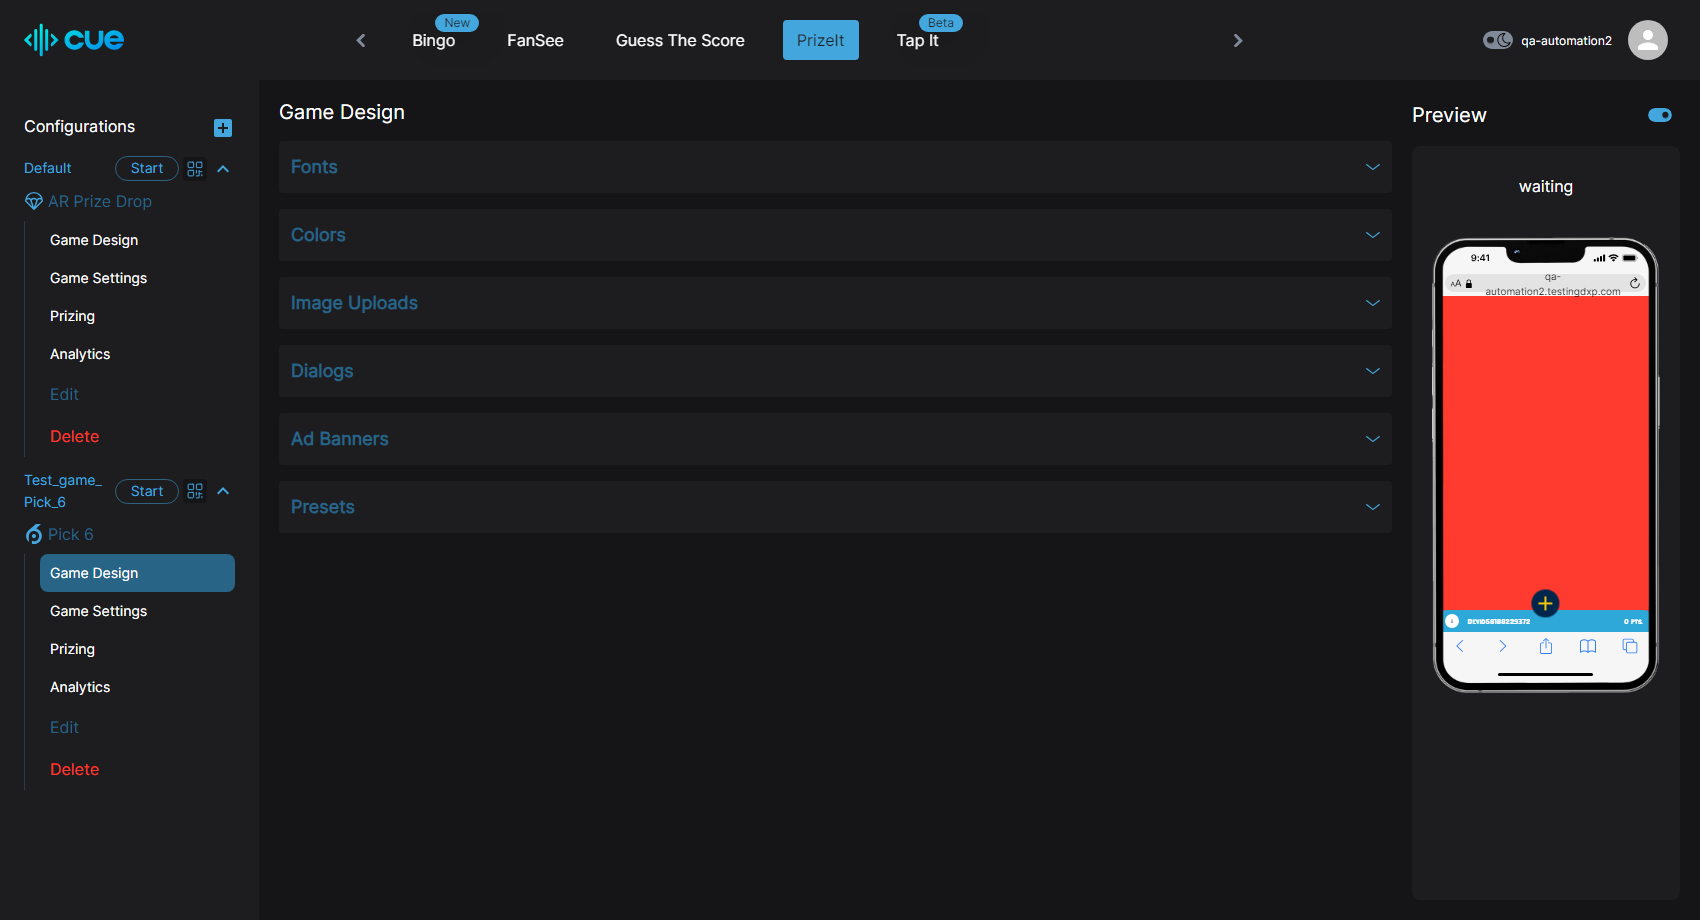 cue
Bingo
New
FanSee
Guess The Score
PrizeIt
Tap It
Beta
qa-automation2
Configurations
Default
Start
AR Prize Drop
Game Design
Game Settings
Prizing
Analytics
Edit
Delete
Test_game_
Pick_6
Start
Pick 6
Game Design
Game Settings
Prizing
Analytics
Edit
Delete
Game Design
Fonts
Colors
Image Uploads
Dialogs
Ad Banners
Presets
Preview
waiting
9:41
AA
qa-
automation2.testingdxp.com
0 PTS.